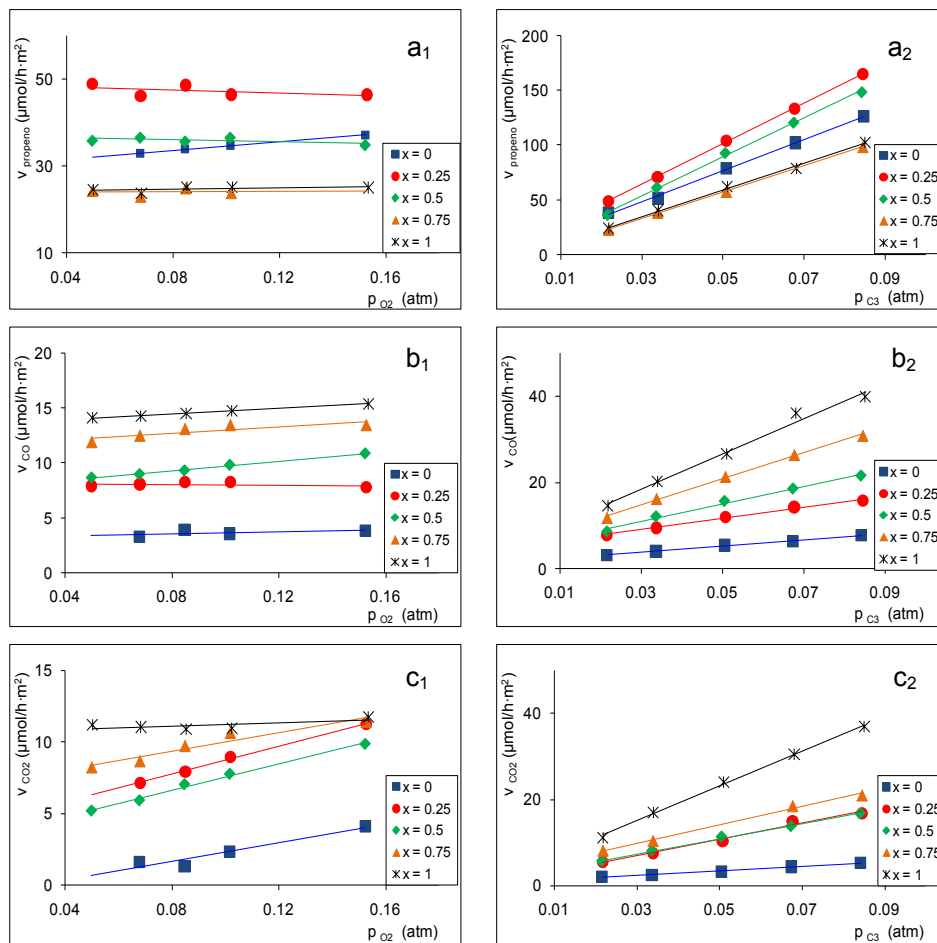 a1
v propeno (µmol/h·m²)
50
30
10
0.04 0.08 0.12 0.16
p O2 (atm)
x = 0
x = 0.25
x = 0.5
x = 0.75
x = 1
a2
v propeno (µmol/h·m²)
200
150
100
50
0
0.01 0.03 0.05 0.07 0.09
p C3 (atm)
x = 0
x = 0.25
x = 0.5
x = 0.75
x = 1
b1
v CO (µmol/h·m²)
20
15
10
5
0
0.04 0.08 0.12 0.16
p O2 (atm)
x = 0
x = 0.25
x = 0.5
x = 0.75
x = 1
b2
v CO(µmol/h·m²)
40
20
0
0.01 0.03 0.05 0.07 0.09
p C3 (atm)
x = 0
x = 0.25
x = 0.5
x = 0.75
x = 1
c1
v CO2 (µmol/h·m²)
15
10
5
0
0.04 0.08 0.12 0.16
p O2 (atm)
x = 0
x = 0.25
x = 0.5
x = 0.75
x = 1
c2
v CO2 (µmol/h·m²)
40
20
0
0.01 0.03 0.05 0.07 0.09
p C3 (atm)
x = 0
x = 0.25
x = 0.5
x = 0.75
x = 1